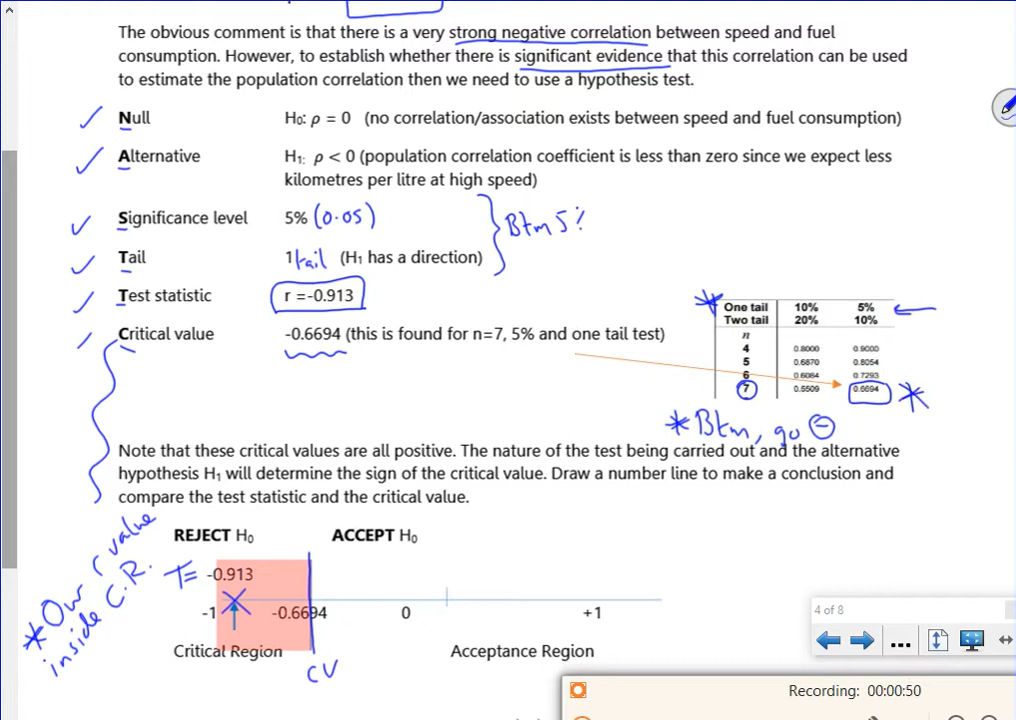 The obvious comment is that there is a very strong negative correlation between speed and fuel
consumption. However, to establish whether there is significant evidence that this correlation can be used
to estimate the population correlation then we need to use a hypothesis test.
Null H₀: ρ = 0 (no correlation/association exists between speed and fuel consumption)
Alternative H₁: ρ < 0 (population correlation coefficient is less than zero since we expect less
kilometres per litre at high speed)
Significance level 5% (0.05)
Btm 5%
Tail 1 tail (H₁ has a direction)
Test statistic r =-0.913
Critical value -0.6694 (this is found for n=7, 5% and one tail test)
* One tail 10% 5%
Two tail 20% 10%
n
4 0.8000 0.9000
5 0.6870 0.8054
6 0.6084 0.7293
7 0.5509 0.6694 *
* Btm, go -
Note that these critical values are all positive. The nature of the test being carried out and the alternative
hypothesis H₁ will determine the sign of the critical value. Draw a number line to make a conclusion and
compare the test statistic and the critical value.
REJECT H₀ ACCEPT H₀
* Our r value
inside C.R.
-0.913
-1 -0.6694 0 +1
Critical Region Acceptance Region
CV
4 of 8
...
Recording: 00:00:50